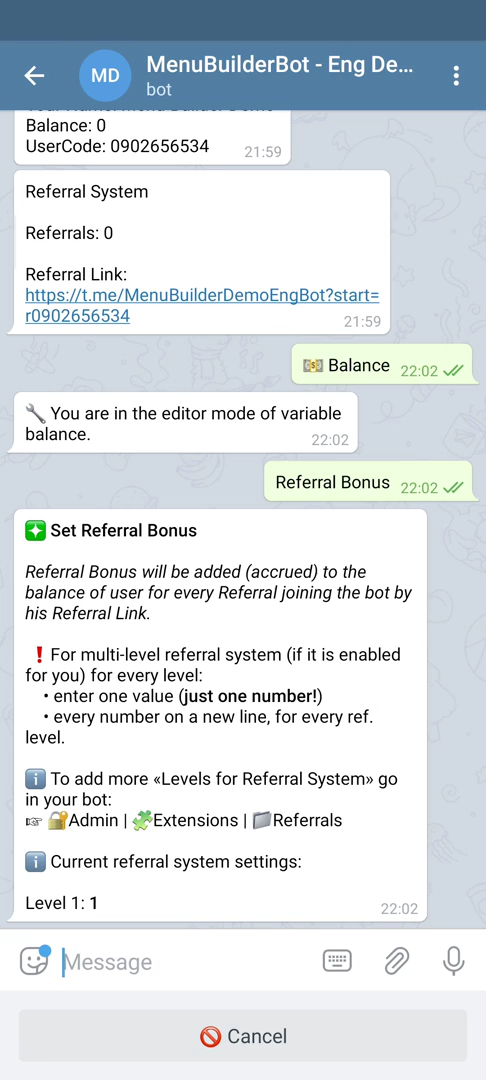 MD
MenuBuilderBot - Eng De...
bot
Balance: 0
UserCode: 0902656534
21:59
Referral System
Referrals: 0
Referral Link:
https://t.me/MenuBuilderDemoEngBot?start=
r0902656534
21:59
💵 Balance 22:02
🔧 You are in the editor mode of variable
balance.
22:02
Referral Bonus 22:02
❇️ Set Referral Bonus
Referral Bonus will be added (accrued) to the
balance of user for every Referral joining the bot by
his Referral Link.
❗ For multi-level referral system (if it is enabled
for you) for every level:
• enter one value (just one number!)
• every number on a new line, for every ref.
level.
ℹ️ To add more «Levels for Referral System» go
in your bot:
☞ 🔐Admin | 🧩Extensions | 📁Referrals
ℹ️ Current referral system settings:
Level 1: 1
22:02
Message
🚫 Cancel